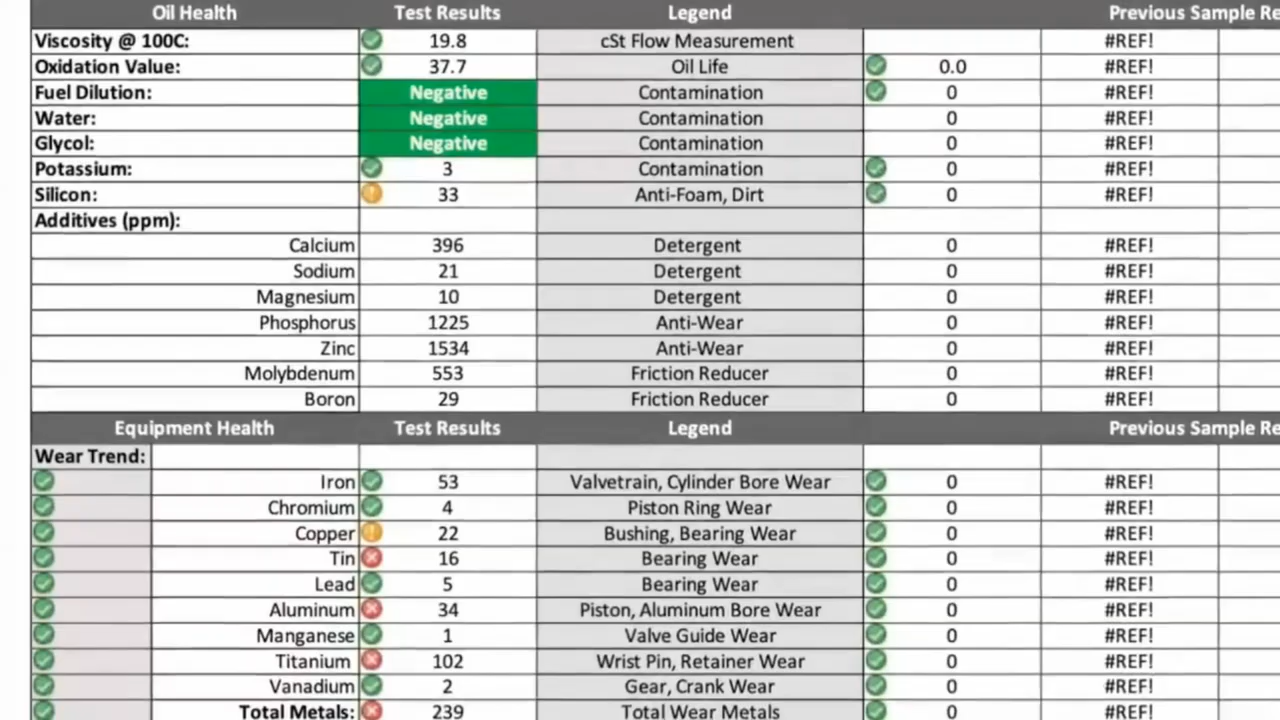 Oil Health Test Results Legend Previous Sample Re
Viscosity @ 100C: 19.8 cSt Flow Measurement #REF!
Oxidation Value: 37.7 Oil Life 0.0 #REF!
Fuel Dilution: Negative Contamination 0 #REF!
Water: Negative Contamination 0 #REF!
Glycol: Negative Contamination 0 #REF!
Potassium: 3 Contamination 0 #REF!
Silicon: 33 Anti-Foam, Dirt 0 #REF!
Additives (ppm):
Calcium 396 Detergent 0 #REF!
Sodium 21 Detergent 0 #REF!
Magnesium 10 Detergent 0 #REF!
Phosphorus 1225 Anti-Wear 0 #REF!
Zinc 1534 Anti-Wear 0 #REF!
Molybdenum 553 Friction Reducer 0 #REF!
Boron 29 Friction Reducer 0 #REF!
Equipment Health Test Results Legend Previous Sample Re
Wear Trend:
Iron 53 Valvetrain, Cylinder Bore Wear 0 #REF!
Chromium 4 Piston Ring Wear 0 #REF!
Copper 22 Bushing, Bearing Wear 0 #REF!
Tin 16 Bearing Wear 0 #REF!
Lead 5 Bearing Wear 0 #REF!
Aluminum 34 Piston, Aluminum Bore Wear 0 #REF!
Manganese 1 Valve Guide Wear 0 #REF!
Titanium 102 Wrist Pin, Retainer Wear 0 #REF!
Vanadium 2 Gear, Crank Wear 0 #REF!
Total Metals: 239 Total Wear Metals 0 #REF!